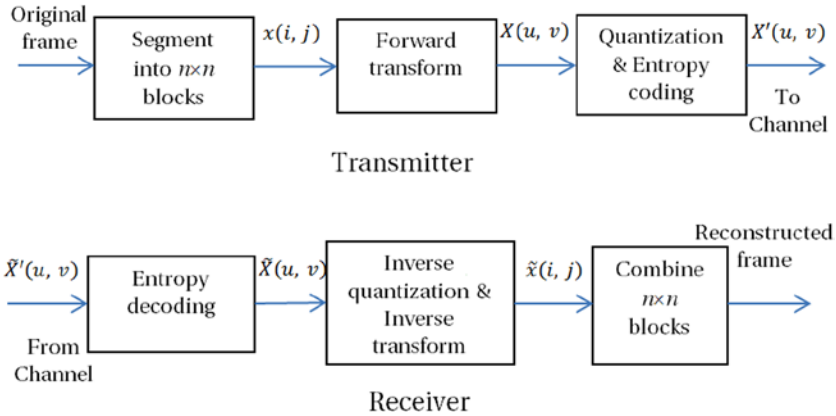 Original
frame
Segment
into n×n
blocks
x(i, j)
Forward
transform
X(u, v)
Quantization
& Entropy
coding
X′(u, v)
To
Channel
Transmitter
X̃′(u, v)
From
Channel
Entropy
decoding
X̃(u, v)
Inverse
quantization &
Inverse
transform
x̃(i, j)
Combine
n×n
blocks
Reconstructed
frame
Receiver